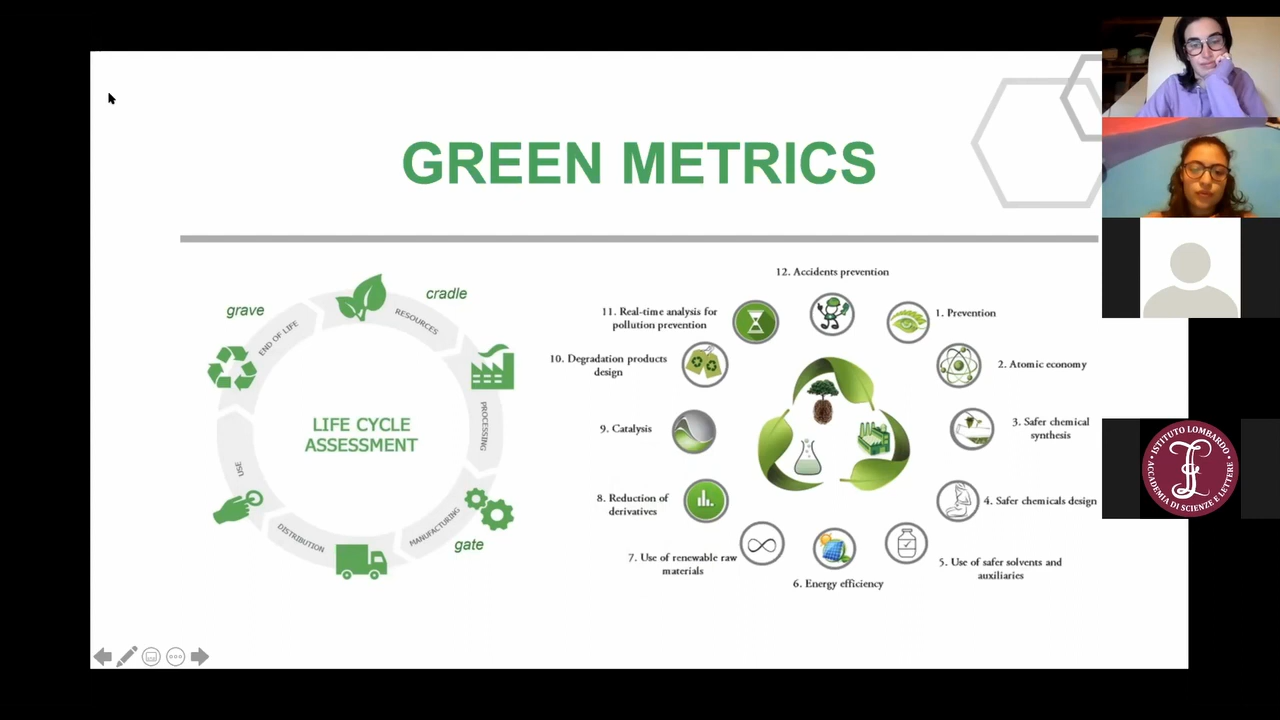 GREEN METRICS
grave
cradle
END OF LIFE
RESOURCES
PROCESSING
MANUFACTURING
DISTRIBUTION
USE
gate
LIFE CYCLE
ASSESSMENT
12. Accidents prevention
1. Prevention
2. Atomic economy
3. Safer chemical
synthesis
4. Safer chemicals design
5. Use of safer solvents and
auxiliaries
6. Energy efficiency
7. Use of renewable raw
materials
8. Reduction of
derivatives
9. Catalysis
10. Degradation products
design
11. Real-time analysis for
pollution prevention
ISTITUTO LOMBARDO
ACCADEMIA DI SCIENZE E LETTERE